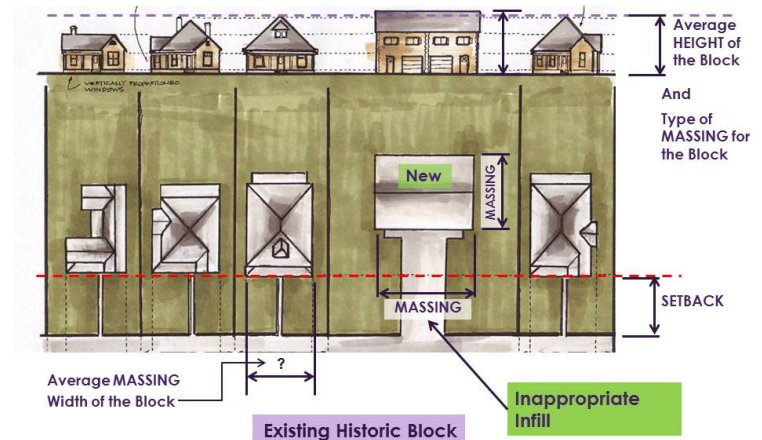 Average
HEIGHT of
the Block
VERTICALLY PROPORTIONED
WINDOWS
And
Type of
MASSING for
the Block
New
MASSING
MASSING
SETBACK
?
Average MASSING
Width of the Block
Inappropriate
Infill
Existing Historic Block